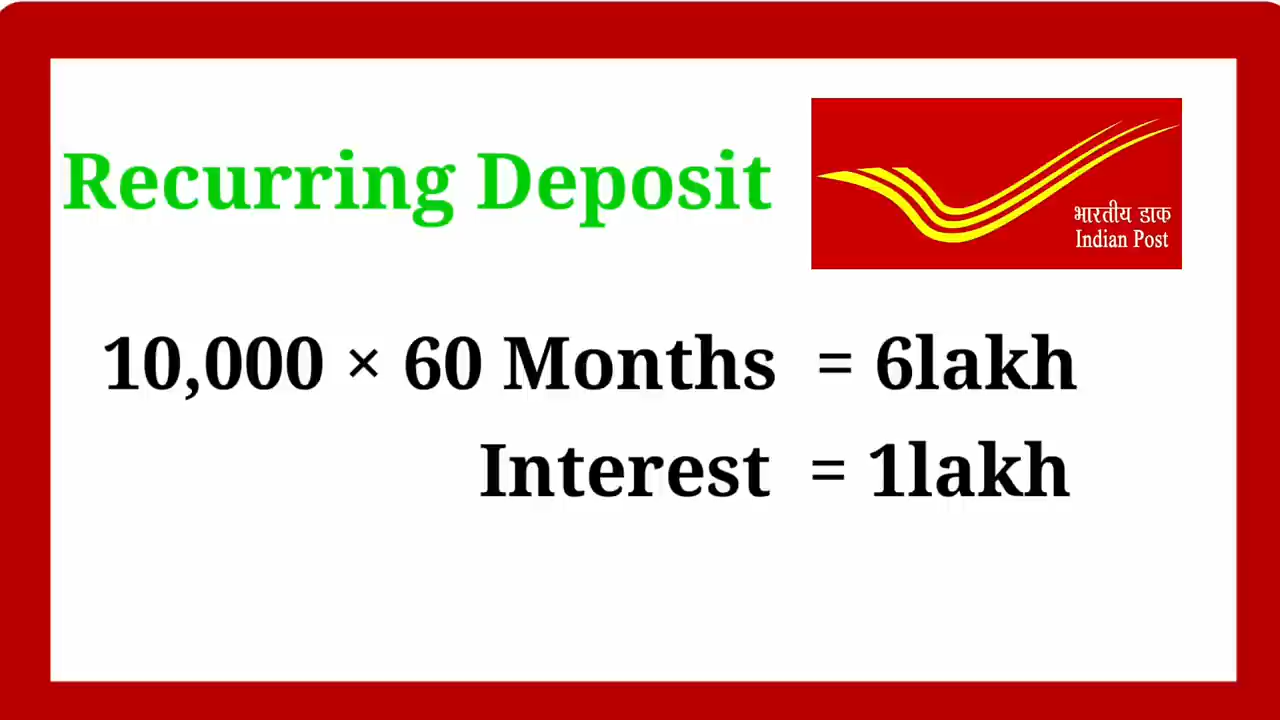 Recurring Deposit
भारतीय डाक
Indian Post
10,000 × 60 Months = 6lakh
Interest = 1lakh